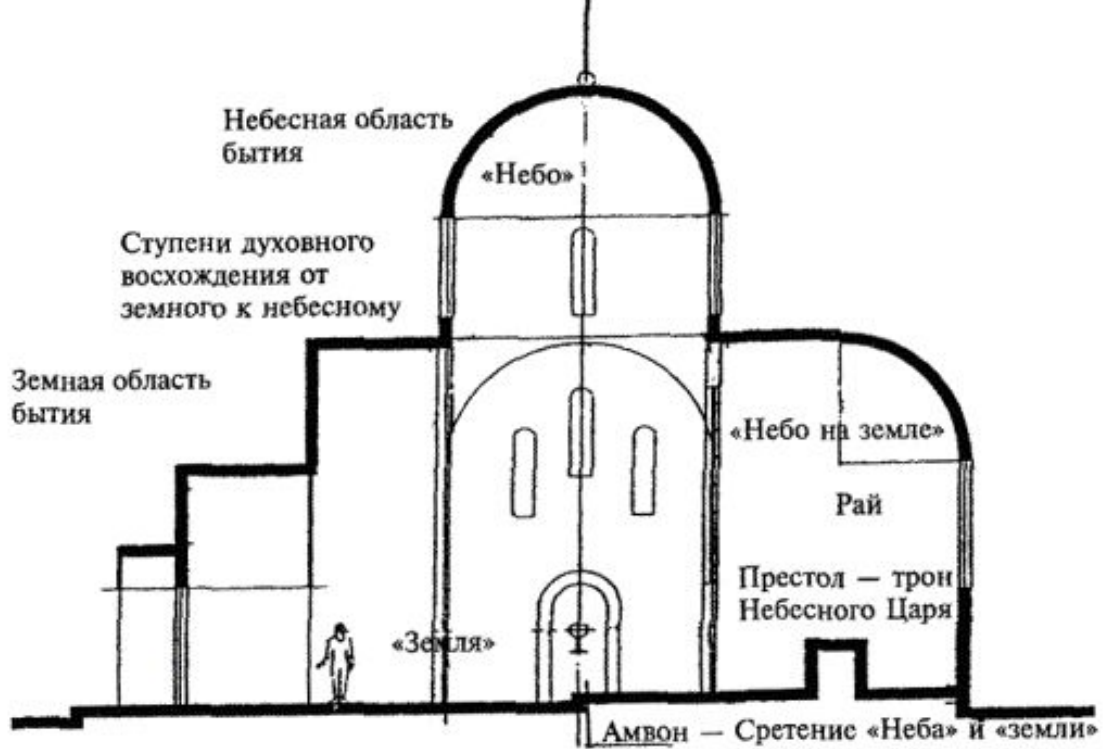 Небесная область
бытия
«Небо»
Ступени духовного
восхождения от
земного к небесному
Земная область
бытия
«Небо на земле»
Рай
Престол — трон
Небесного Царя
«Земля»
Амвон — Сретение «Неба» и «земли»